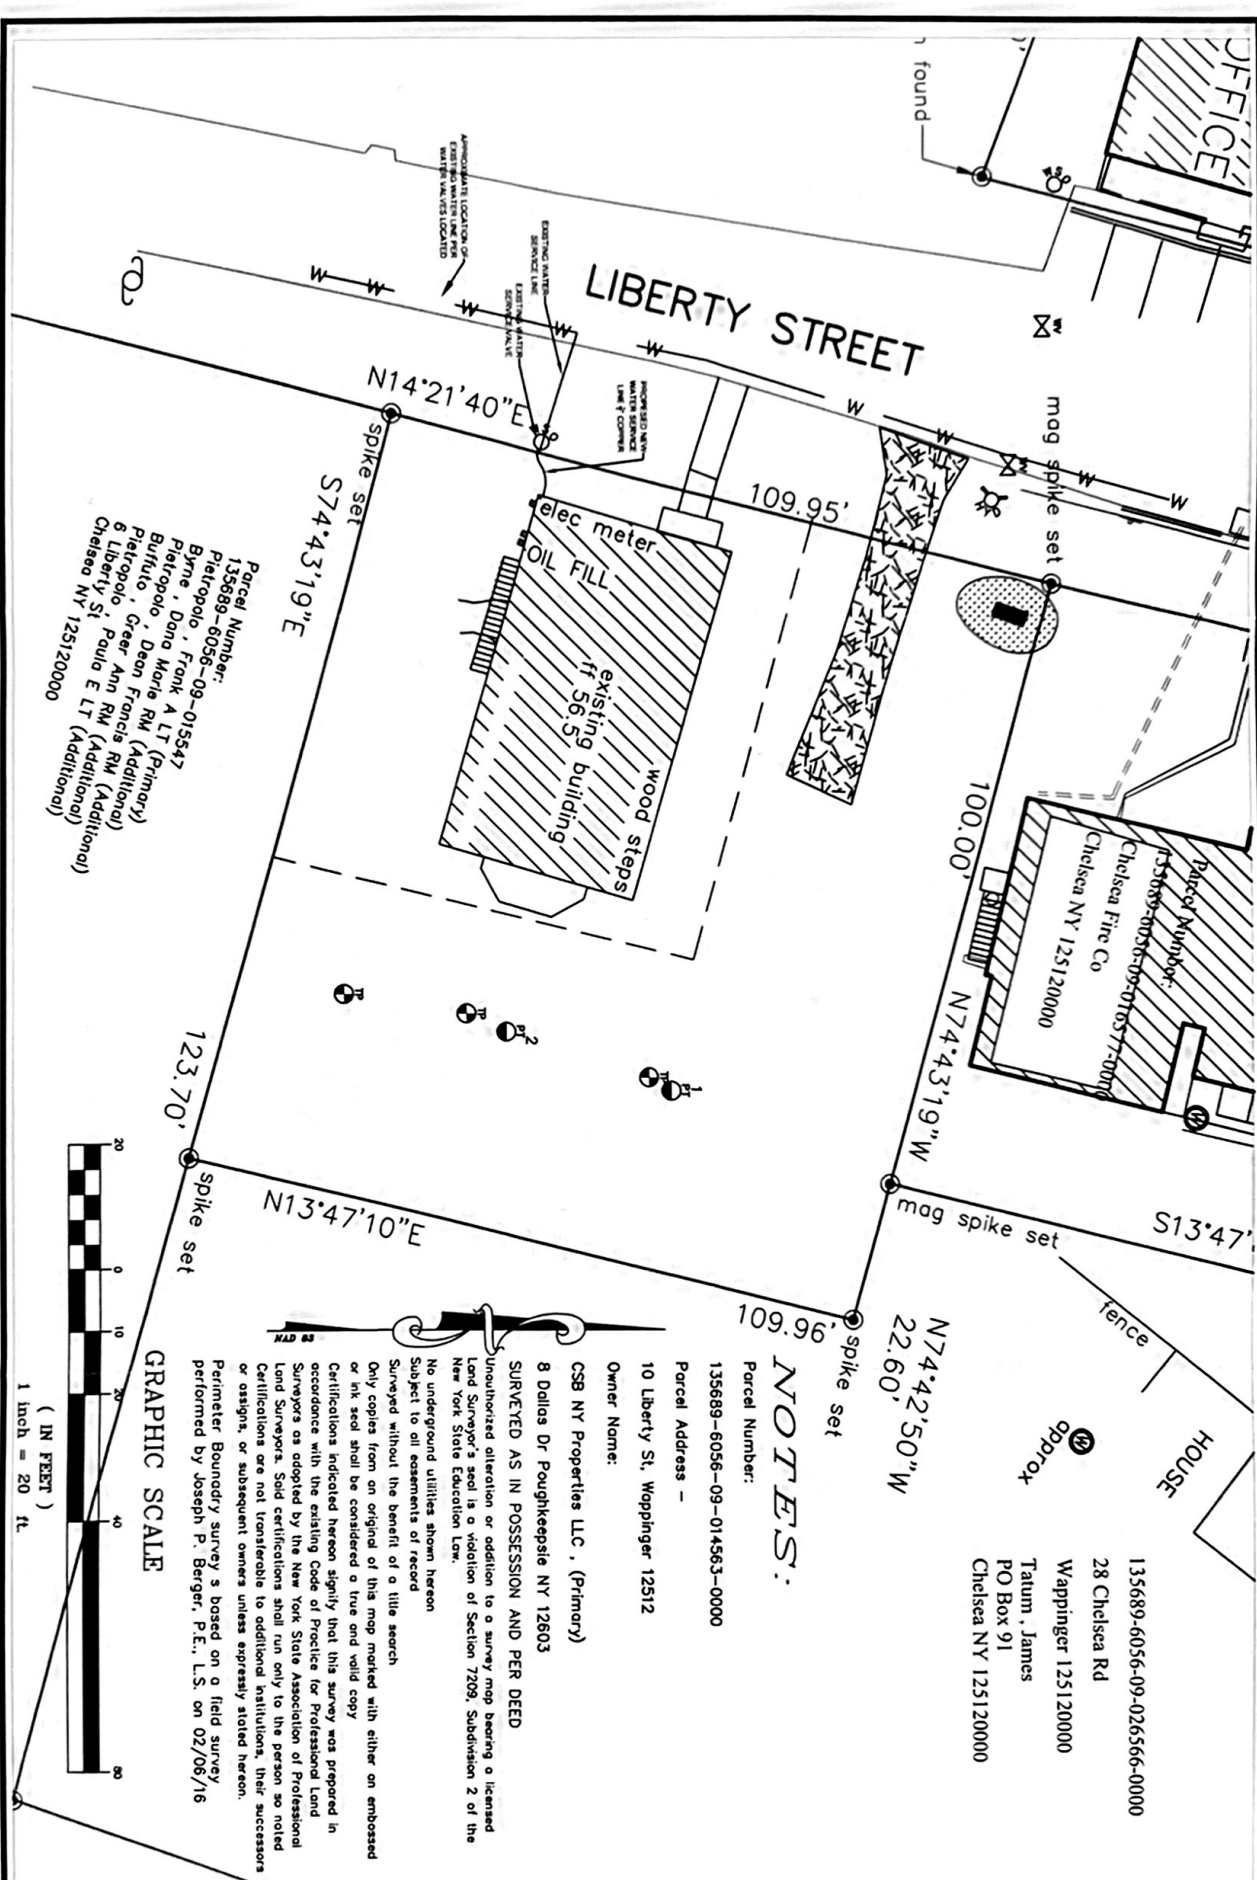 OFFICE
found
LIBERTY STREET
APPROXIMATE LOCATION OF
EXISTING WATER LINE PER
WATER VALVES LOCATED
EXISTING WATER
SERVICE LINE
EXISTING WATER
SERVICE VALVE
PROPOSED NEW
WATER SERVICE
W
W
W
W
W
W
W
W
W
WV
mag spike set
N14°21'40"E
109.95'
spike set
S74°43'19"E
elec meter
OIL FILL
existing building
ff 56.5
wood steps
100.00'
N74°43'19"W
Parcel Number:
Chelsea Fire Co
Chelsea NY 125120000
Parcel Number:
135689-6056-09-015547
Pietropolo , Frank A LT (Primary)
Byrne , Dana Marie RM (Additional)
Pietropolo , Dean Francis RM (Additional)
Buffuto , Greer Ann RM (Additional)
Pietropolo , Paula E LT (Additional)
6 Liberty St
Chelsea NY 125120000
TP
TP
PT 2
TP
PT 1
W
123.70'
spike set
N13°47'10"E
109.96'
spike set
mag spike set
S13°47'
N74°42'50"W
22.60'
fence
W
approx
HOUSE
135689-6056-09-026566-0000
28 Chelsea Rd
Wappinger 125120000
Tatum , James
PO Box 91
Chelsea NY 125120000
NOTES:
Parcel Number:
135689-6056-09-014563-0000
Parcel Address -
10 Liberty St, Wappinger 12512
Owner Name:
CSB NY Properties LLC , (Primary)
8 Dallas Dr Poughkeepsie NY 12603
SURVEYED AS IN POSSESSION AND PER DEED
Unauthorized alteration or addition to a survey map bearing a licensed
Land Surveyor's seal is a violation of Section 7209, Subdivision 2 of the
New York State Education Law.
No underground utilities shown hereon
Subject to all easements of record
Surveyed without the benefit of a title search
Only copies from an original of this map marked with either an embossed
or ink seal shall be considered a true and valid copy
Certifications indicated hereon signify that this survey was prepared in
accordance with the existing Code of Practice for Professional Land
Surveyors as adopted by the New York State Association of Professional
Land Surveyors. Said certifications shall run only to the person so noted
Certifications are not transferable to additional institutions, their successors
or assigns, or subsequent owners unless expressly stated hereon.
Perimeter Boundry survey s based on a field survey
performed by Joseph P. Berger, P.E., L.S. on 02/06/16
NAD 83
GRAPHIC SCALE
20 0 10 20 40 80
( IN FEET )
1 inch = 20 ft.